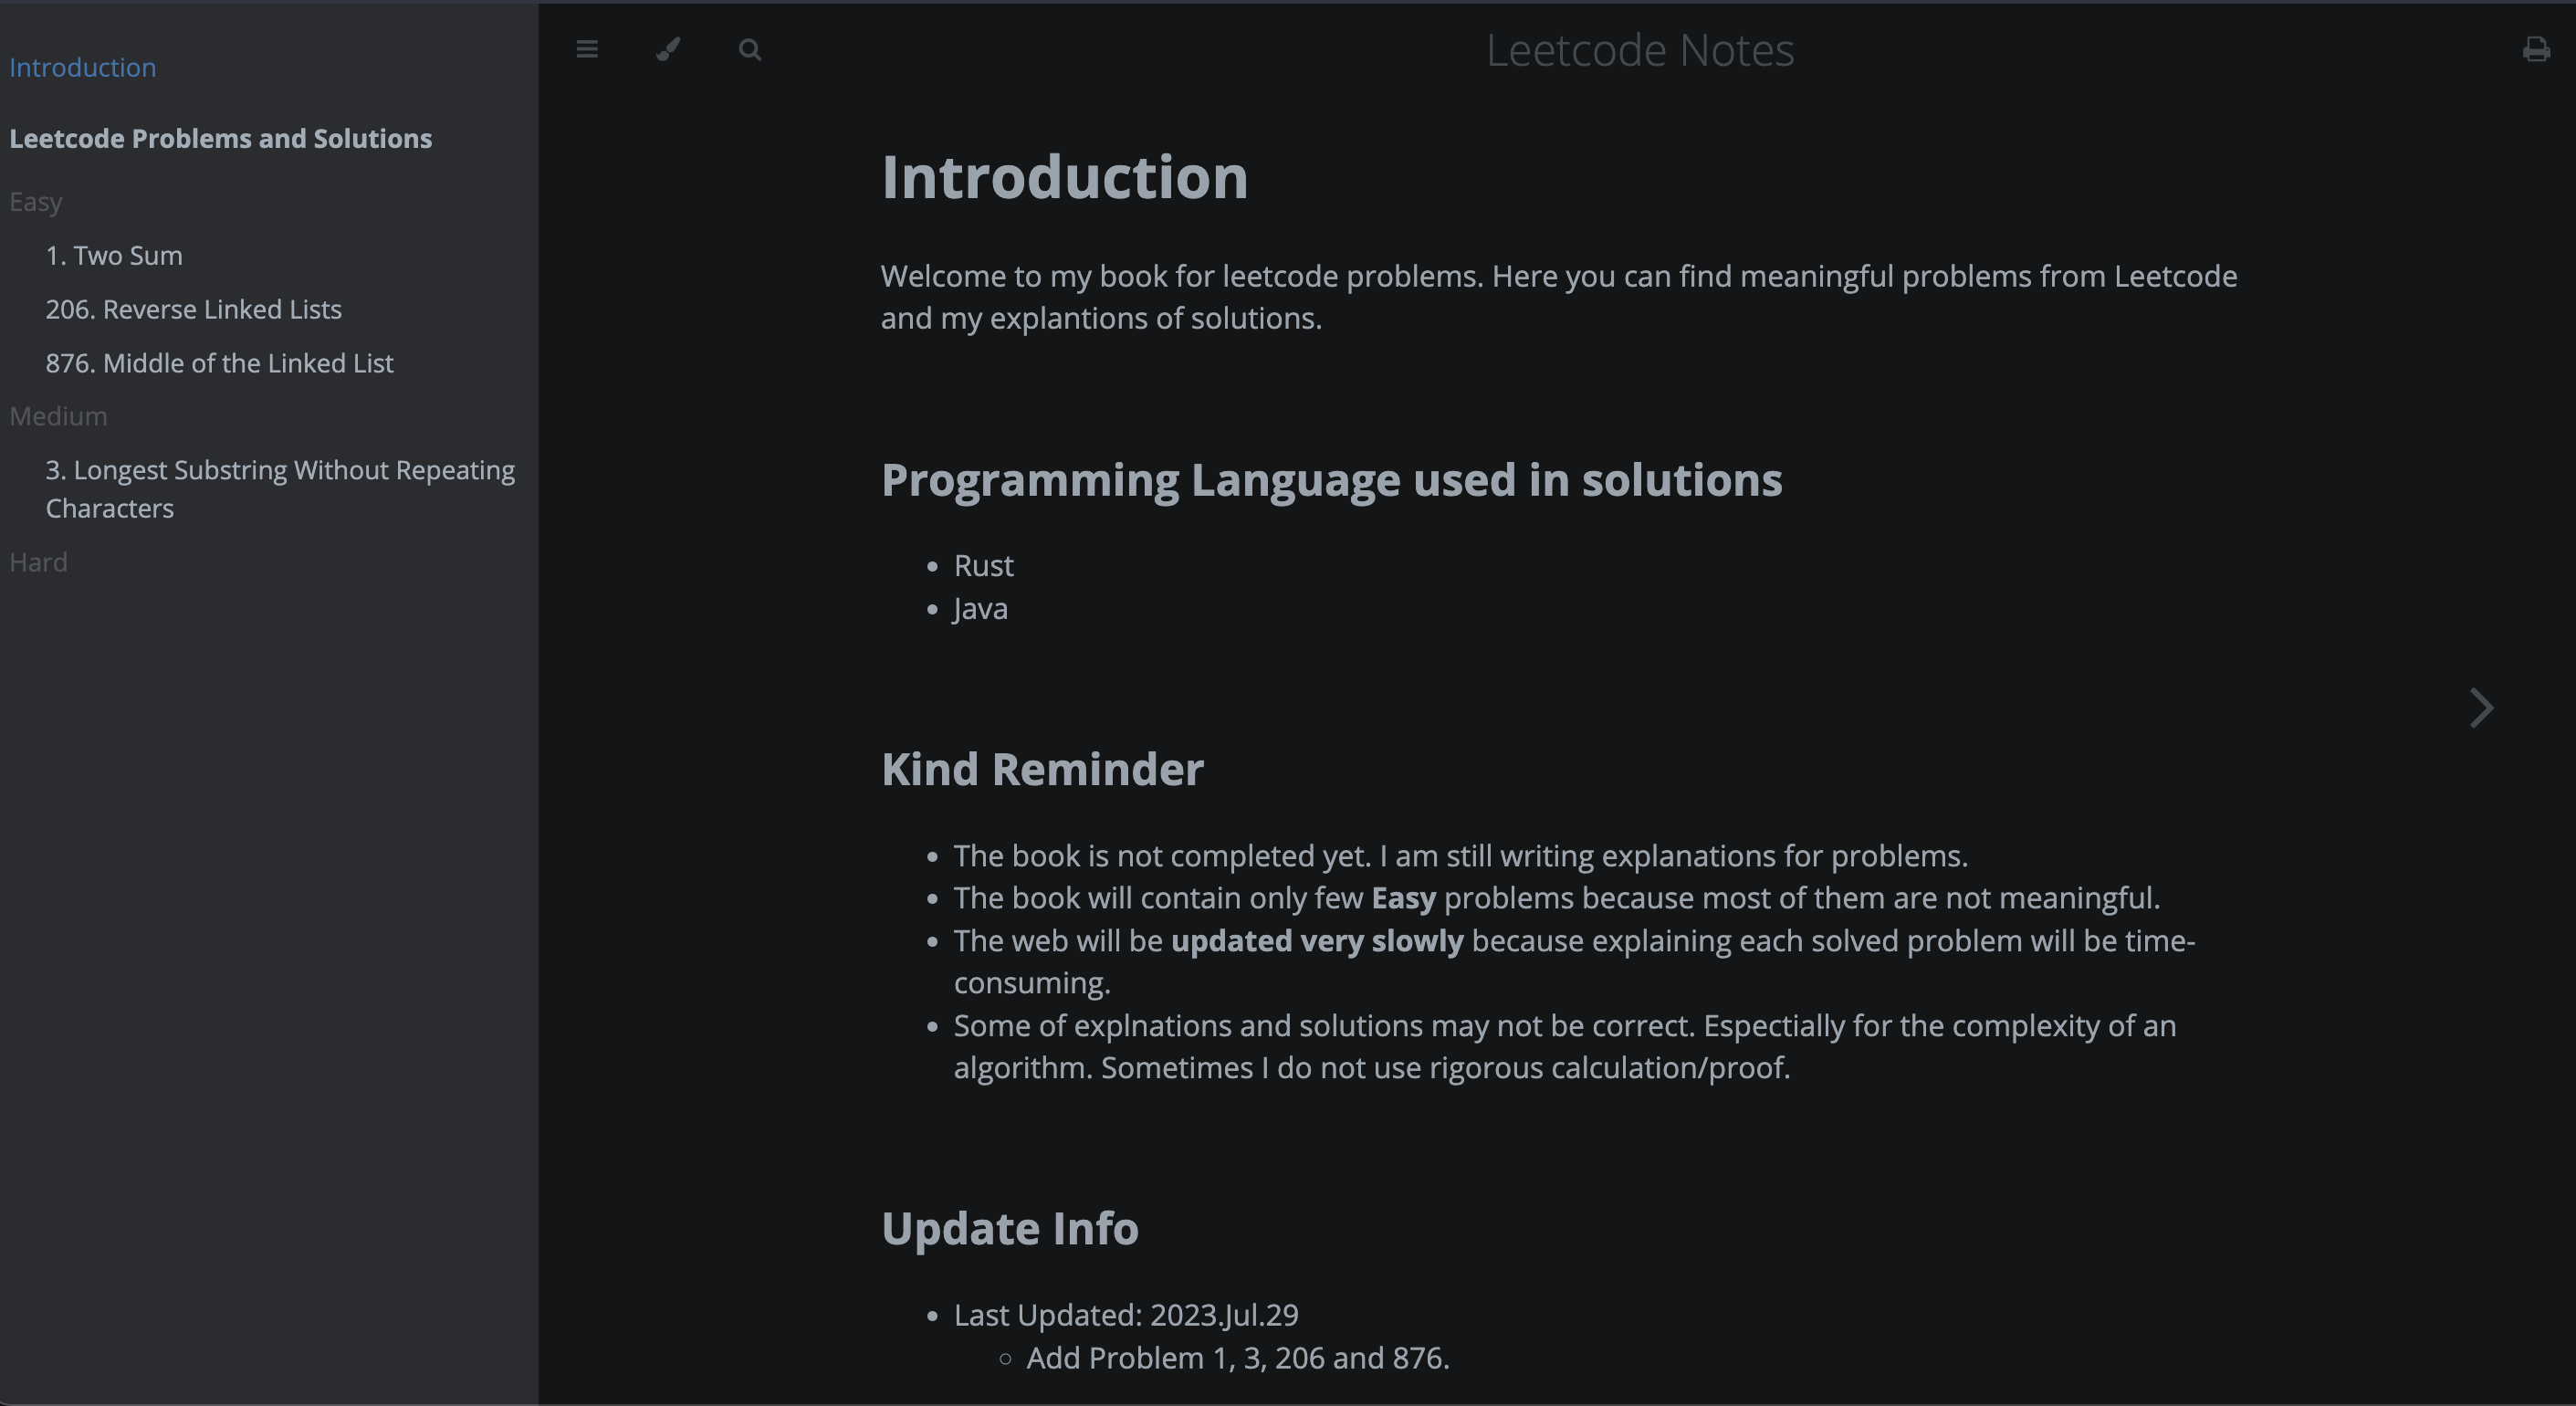 Introduction
Leetcode Problems and Solutions
Easy
1. Two Sum
206. Reverse Linked Lists
876. Middle of the Linked List
Medium
3. Longest Substring Without Repeating
Characters
Hard
Leetcode Notes
Introduction
Welcome to my book for leetcode problems. Here you can find meaningful problems from Leetcode
and my explantions of solutions.
Programming Language used in solutions
• Rust
• Java
Kind Reminder
• The book is not completed yet. I am still writing explanations for problems.
• The book will contain only few Easy problems because most of them are not meaningful.
• The web will be updated very slowly because explaining each solved problem will be time-
consuming.
• Some of explnations and solutions may not be correct. Espectially for the complexity of an
algorithm. Sometimes I do not use rigorous calculation/proof.
Update Info
• Last Updated: 2023.Jul.29
◦ Add Problem 1, 3, 206 and 876.